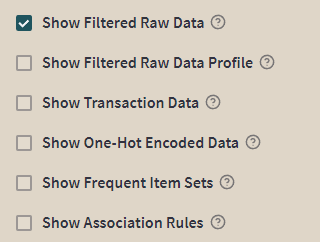 Show Filtered Raw Data ?
Show Filtered Raw Data Profile ?
Show Transaction Data ?
Show One-Hot Encoded Data ?
Show Frequent Item Sets ?
Show Association Rules ?